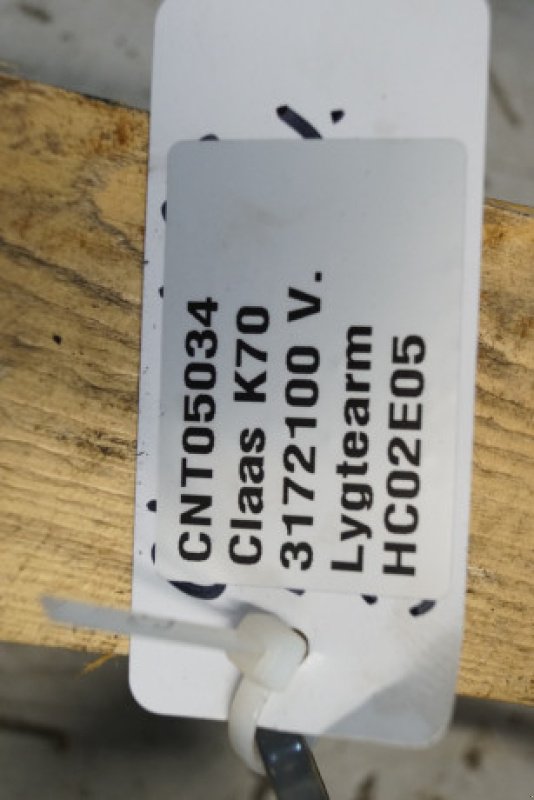 CNT05034
Claas K70
3172100 V.
Lygtearm
HC02E05